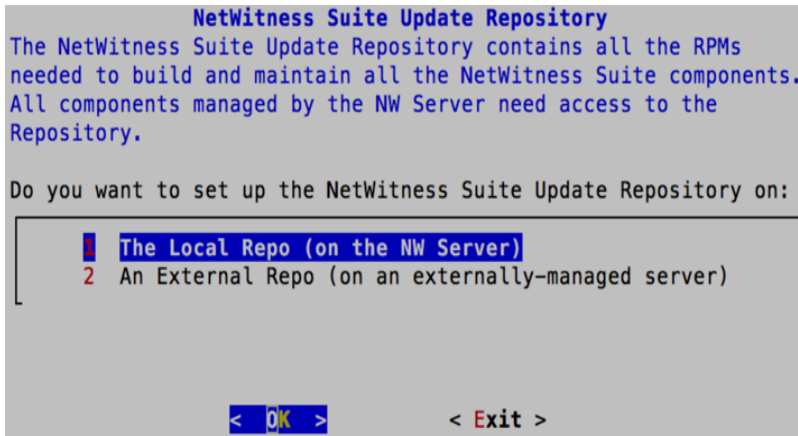 NetWitness Suite Update Repository
The NetWitness Suite Update Repository contains all the RPMs
needed to build and maintain all the NetWitness Suite components.
All components managed by the NW Server need access to the
Repository.
Do you want to set up the NetWitness Suite Update Repository on:
1 The Local Repo (on the NW Server)
2 An External Repo (on an externally-managed server)
< OK > < Exit >